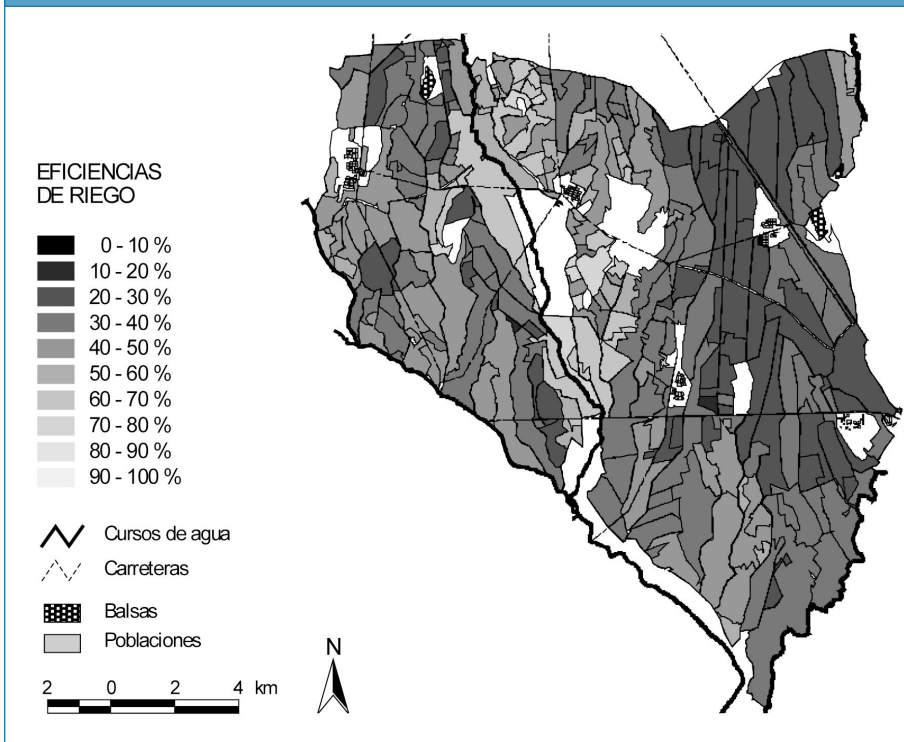 EFICIENCIAS
DE RIEGO
0 - 10 %
10 - 20 %
20 - 30 %
30 - 40 %
40 - 50 %
50 - 60 %
60 - 70 %
70 - 80 %
80 - 90 %
90 - 100 %
Cursos de agua
Carreteras
Balsas
Poblaciones
N
2 0 2 4 km